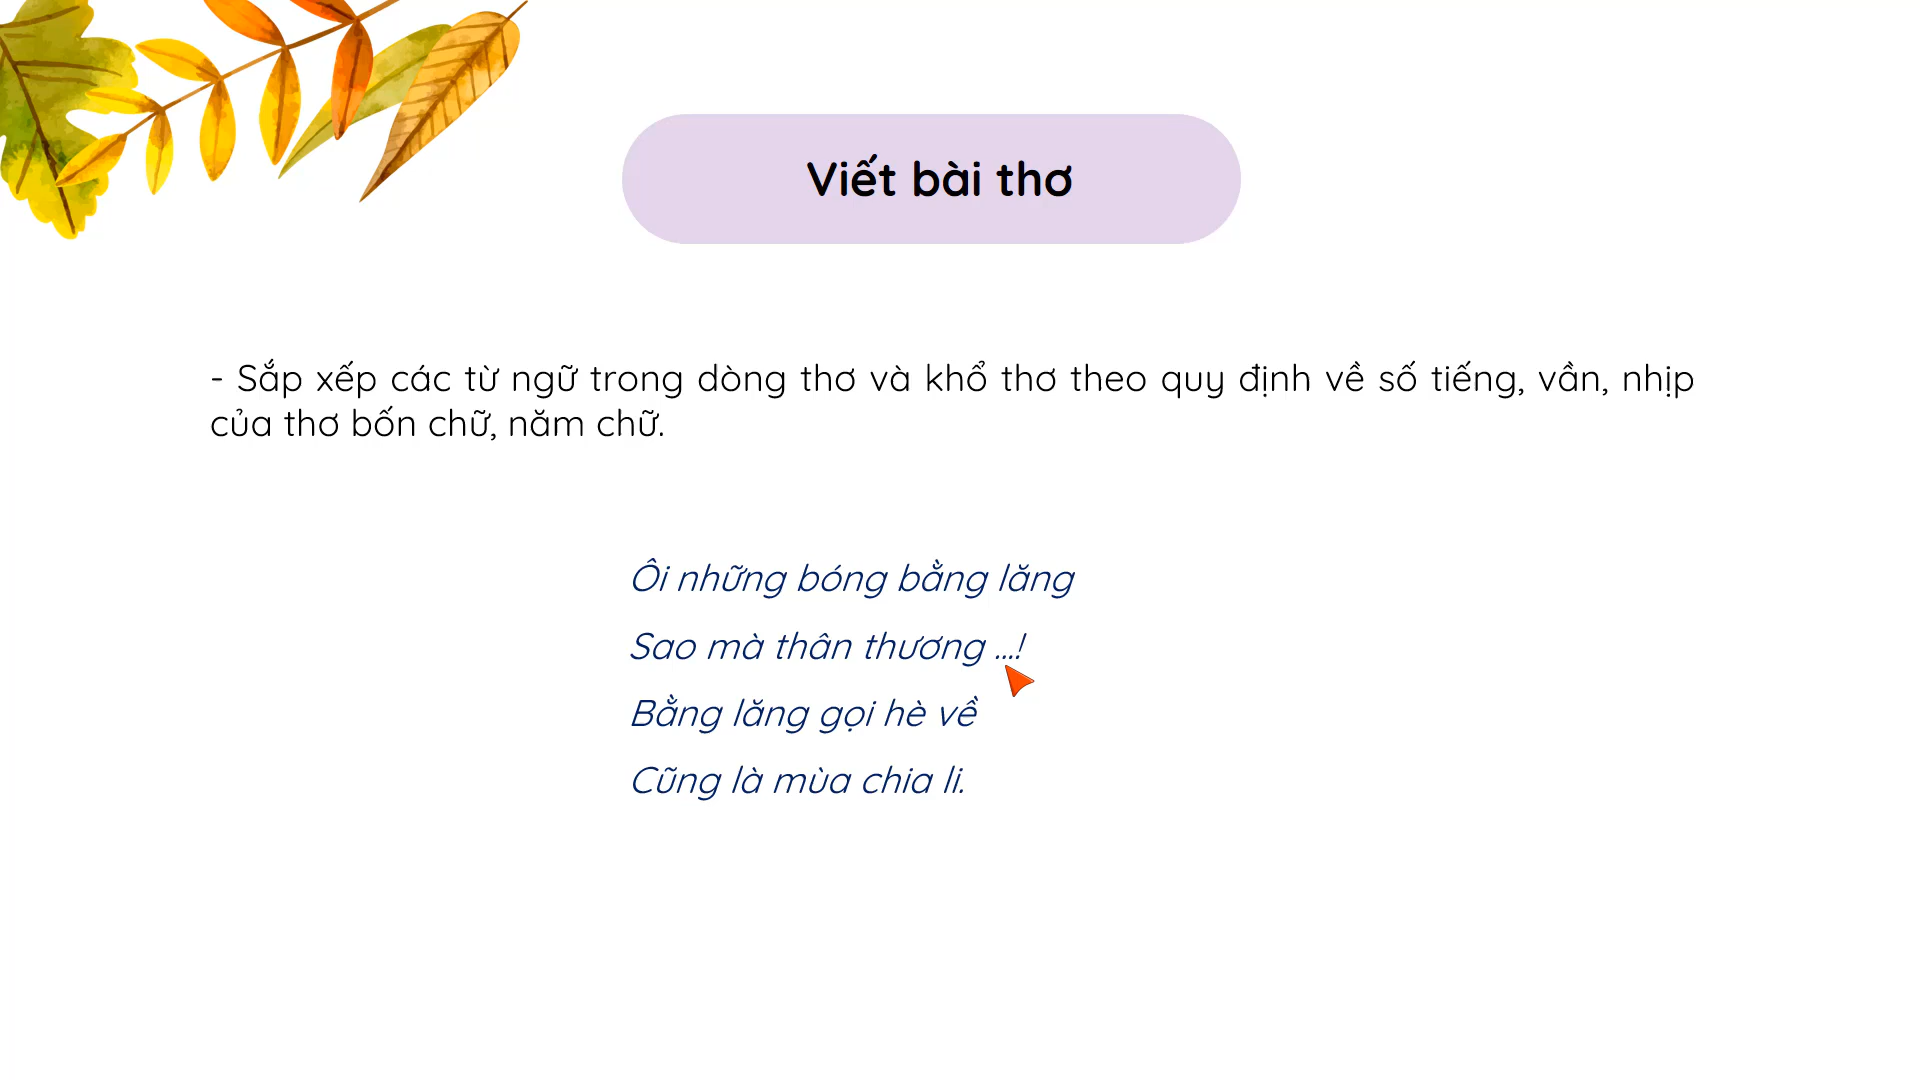 Viết bài thơ
- Sắp xếp các từ ngữ trong dòng thơ và khổ thơ theo quy định về số tiếng, vần, nhịp
của thơ bốn chữ, năm chữ.
Ôi những bóng bằng lăng
Sao mà thân thương ...!
Bằng lăng gọi hè về
Cũng là mùa chia li.